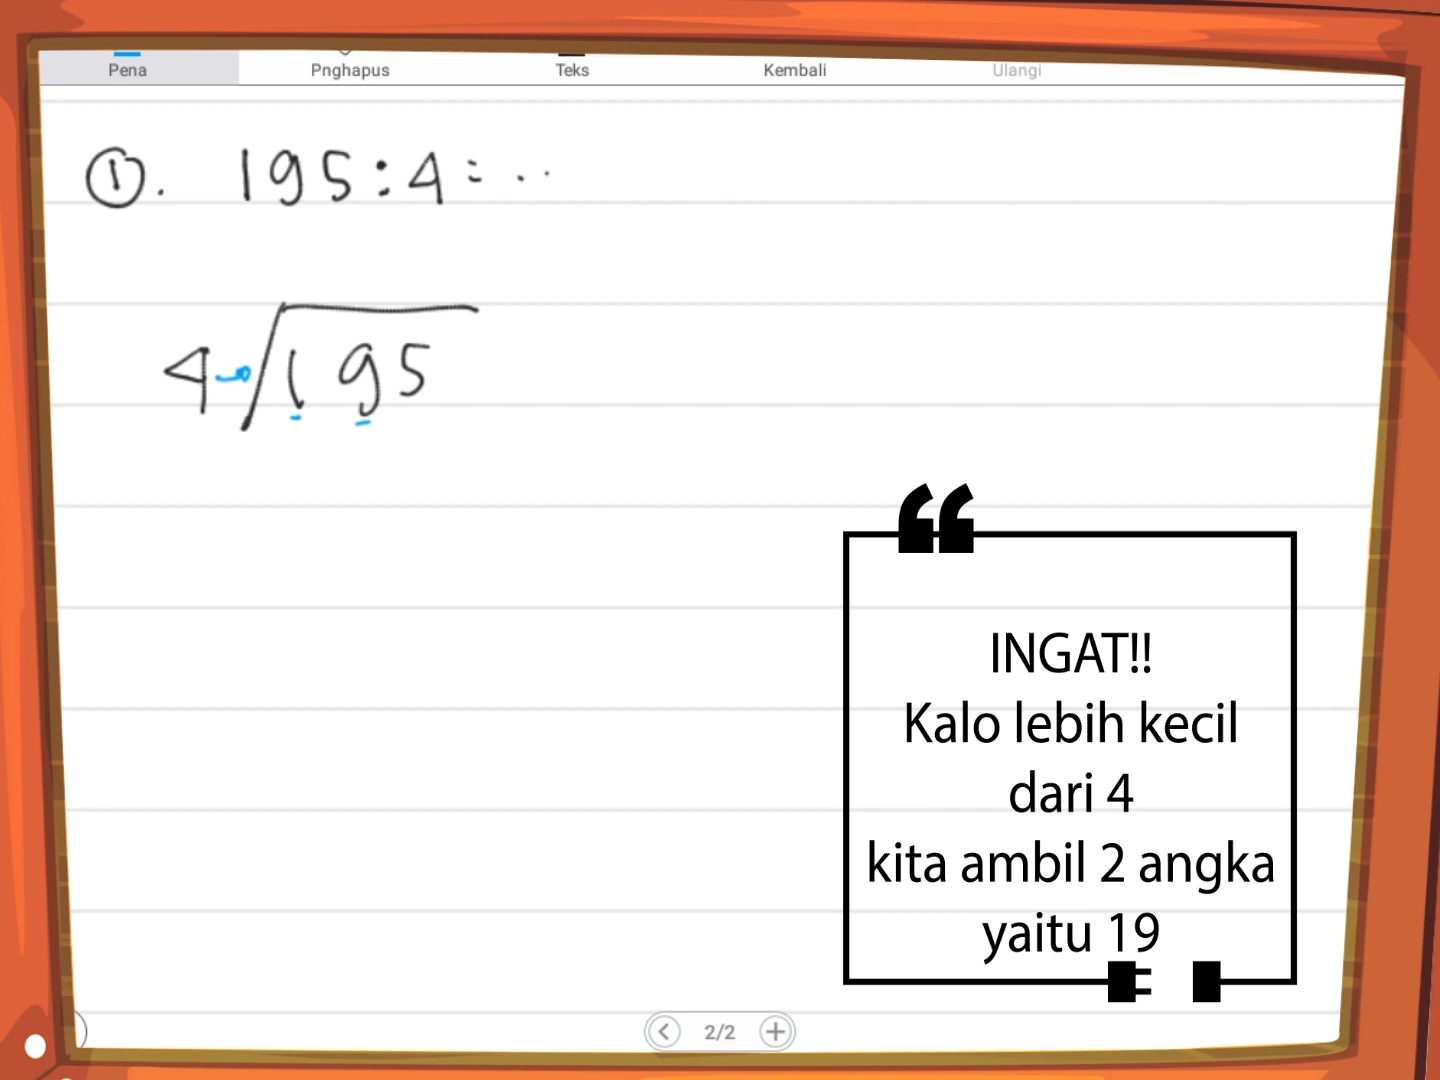 Pena Pnghapus Teks Kembali Ulangi
①. 195 : 4 = ...
4 195
INGAT!!
Kalo lebih kecil
dari 4
kita ambil 2 angka
yaitu 19
2/2